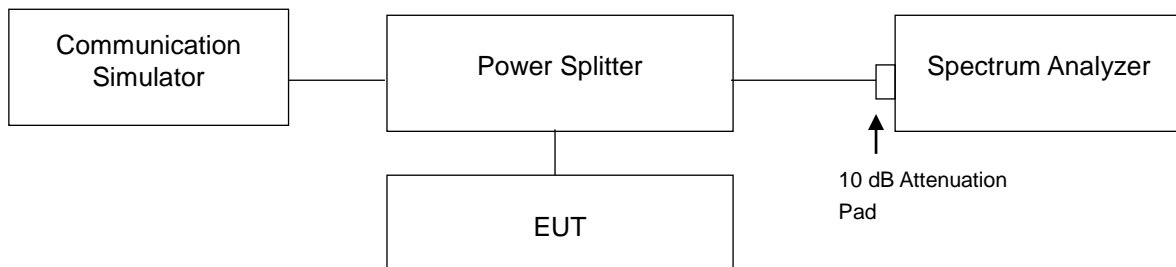 Communication
Simulator
Power Splitter
Spectrum Analyzer
10 dB Attenuation
Pad
EUT